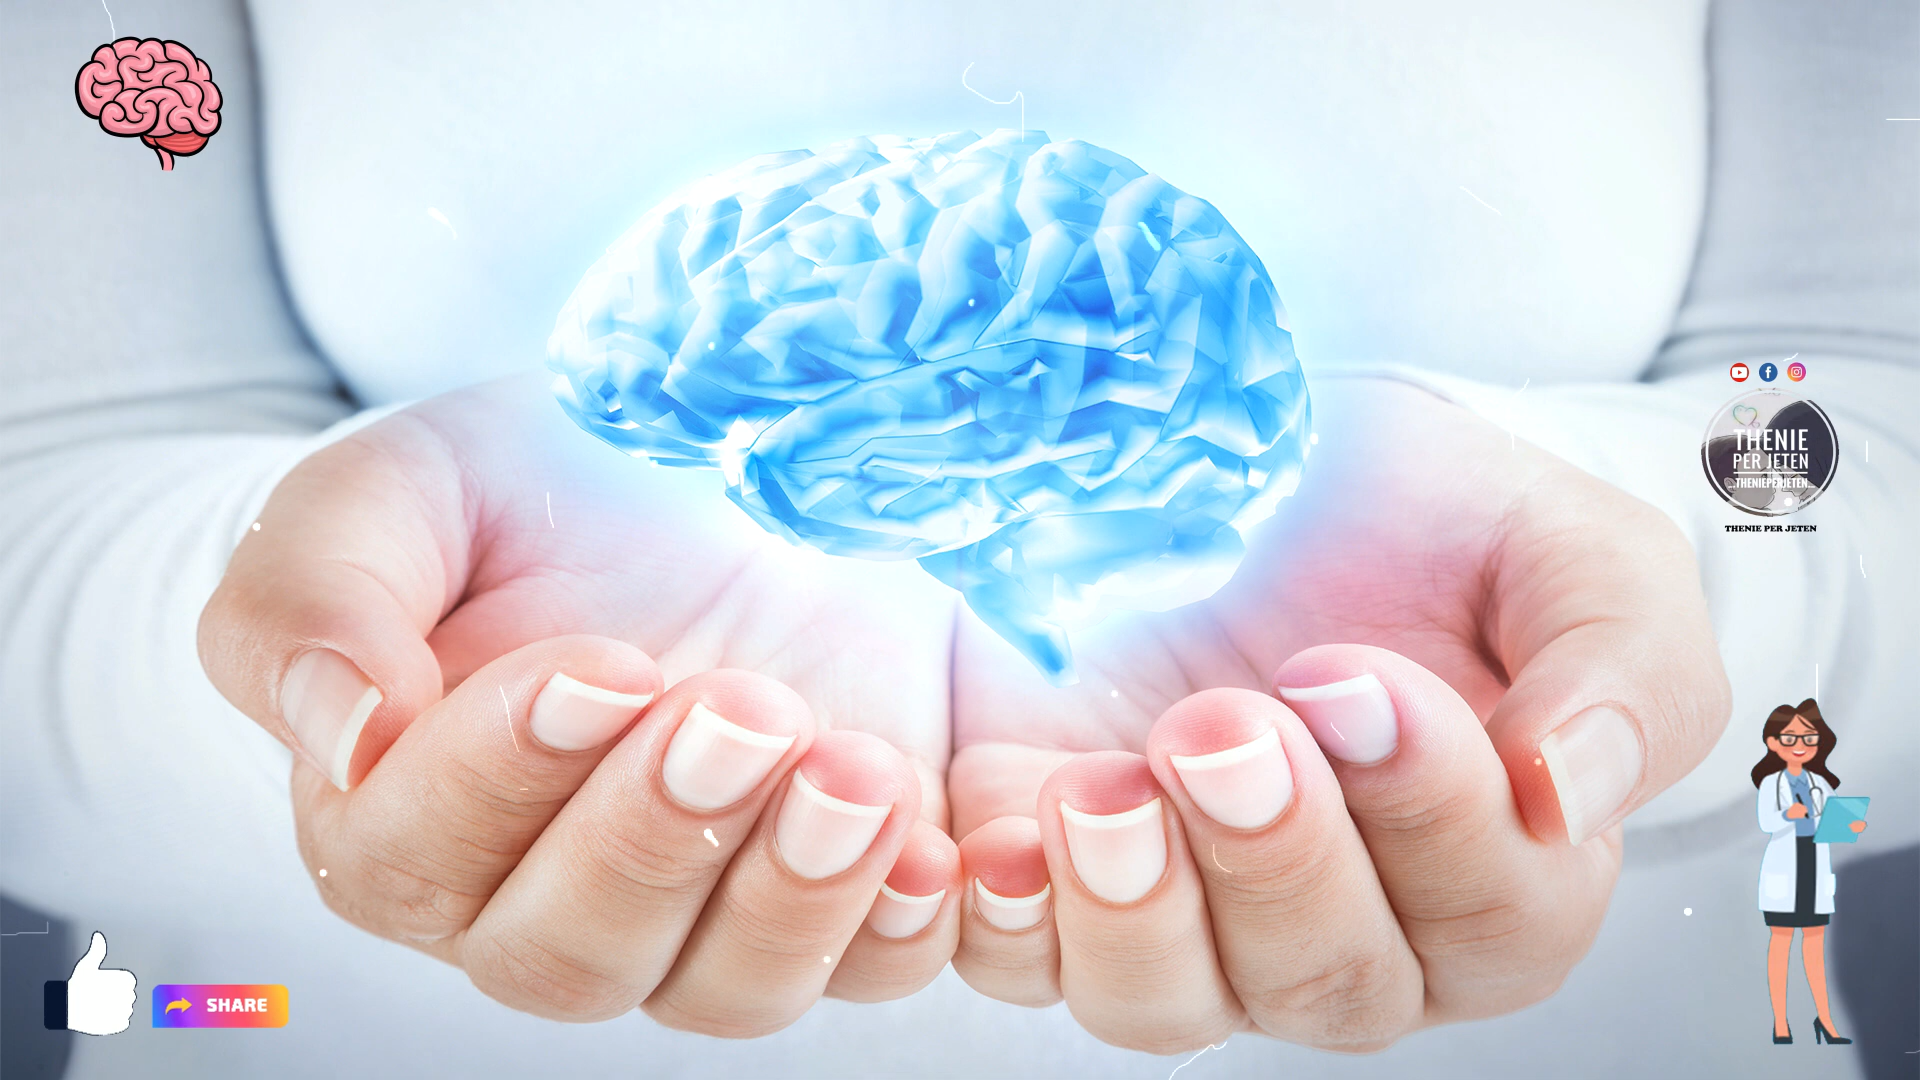 THENIE
PER JETEN
...THENIEPERJETEN...
THENIE PER JETEN
SHARE